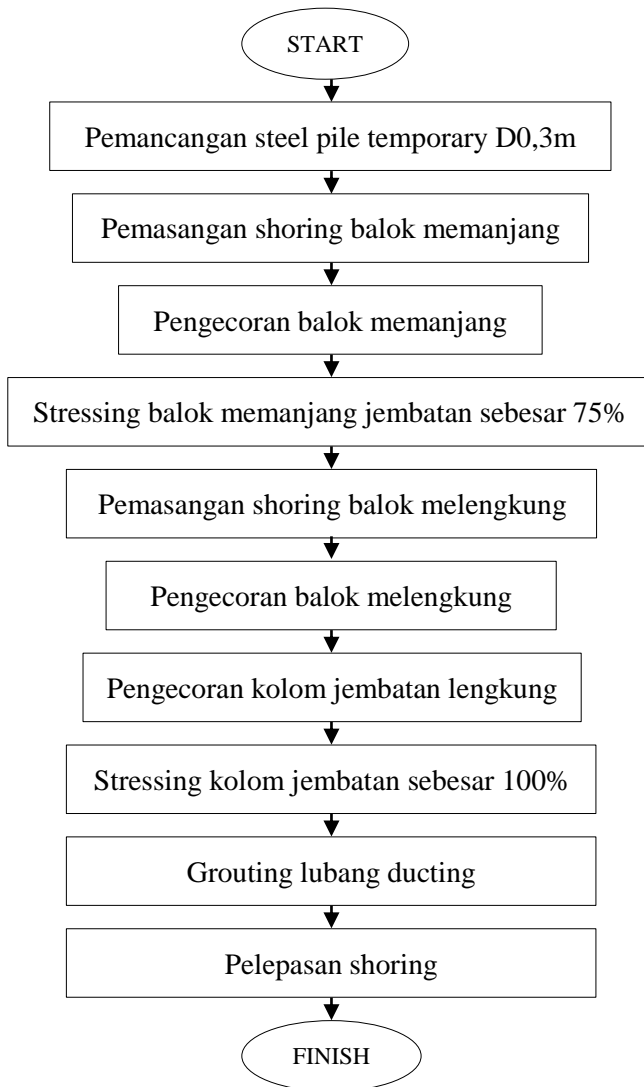 START
Pemancangan steel pile temporary D0,3m
Pemasangan shoring balok memanjang
Pengecoran balok memanjang
Stressing balok memanjang jembatan sebesar 75%
Pemasangan shoring balok melengkung
Pengecoran balok melengkung
Pengecoran kolom jembatan lengkung
Stressing kolom jembatan sebesar 100%
Grouting lubang ducting
Pelepasan shoring
FINISH